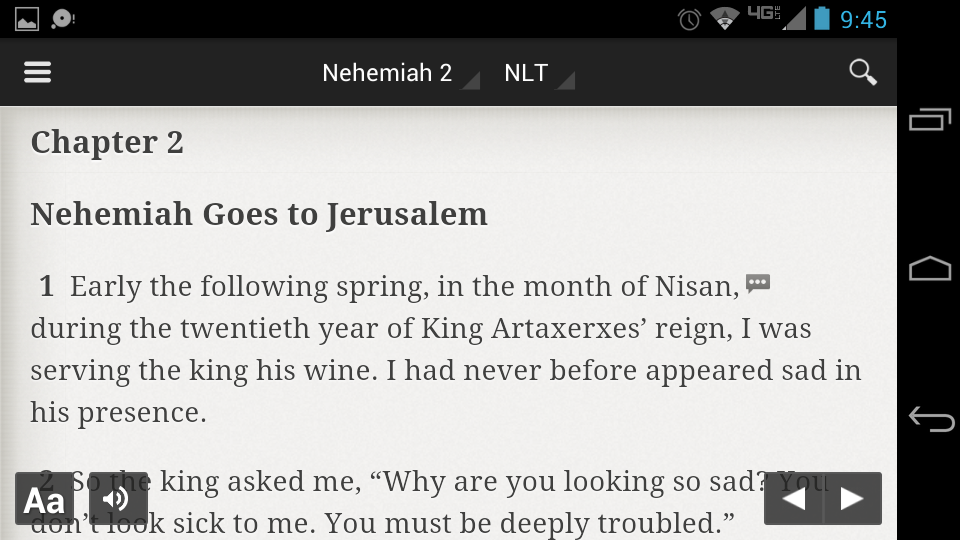 4G LTE 9:45
Nehemiah 2 NLT
Chapter 2
Nehemiah Goes to Jerusalem
1 Early the following spring, in the month of Nisan,
during the twentieth year of King Artaxerxes’ reign, I was
serving the king his wine. I had never before appeared sad in
his presence.
2 So the king asked me, “Why are you looking so sad? You
don’t look sick to me. You must be deeply troubled.”
Aa